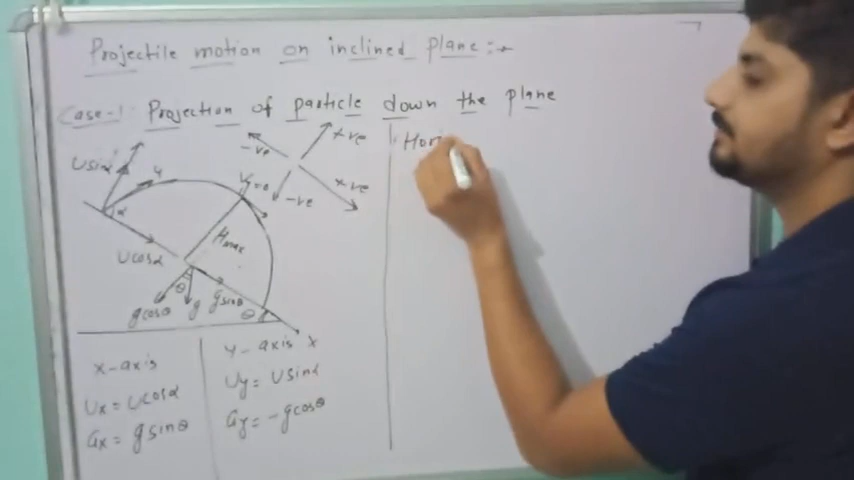 Projectile motion on inclined plane :-
Case-1: Projection of particle down the plane
usinα
y
-ve
+ve
+ve
-ve
α
Vy=0
ucosα
Hmax
θ
gcosθ
g
gsinθ
θ
x
x-axis
Ux = Ucosα
ax = gsinθ
y-axis
Uy = Usinα
ay = -gcosθ
Hori